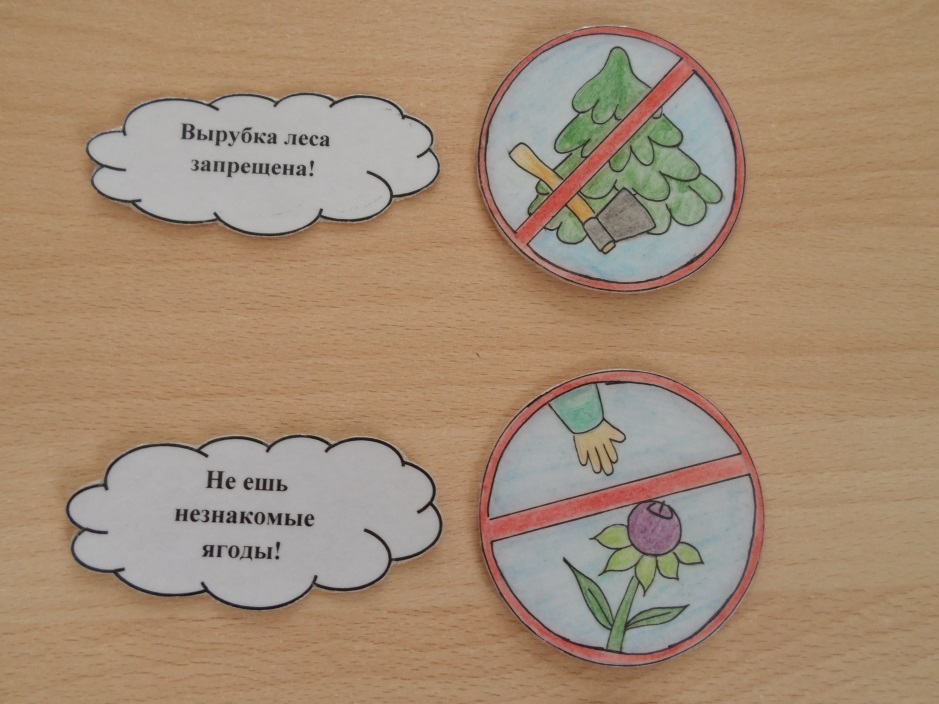 Вырубка леса
запрещена!
Не ешь
незнакомые
ягоды!